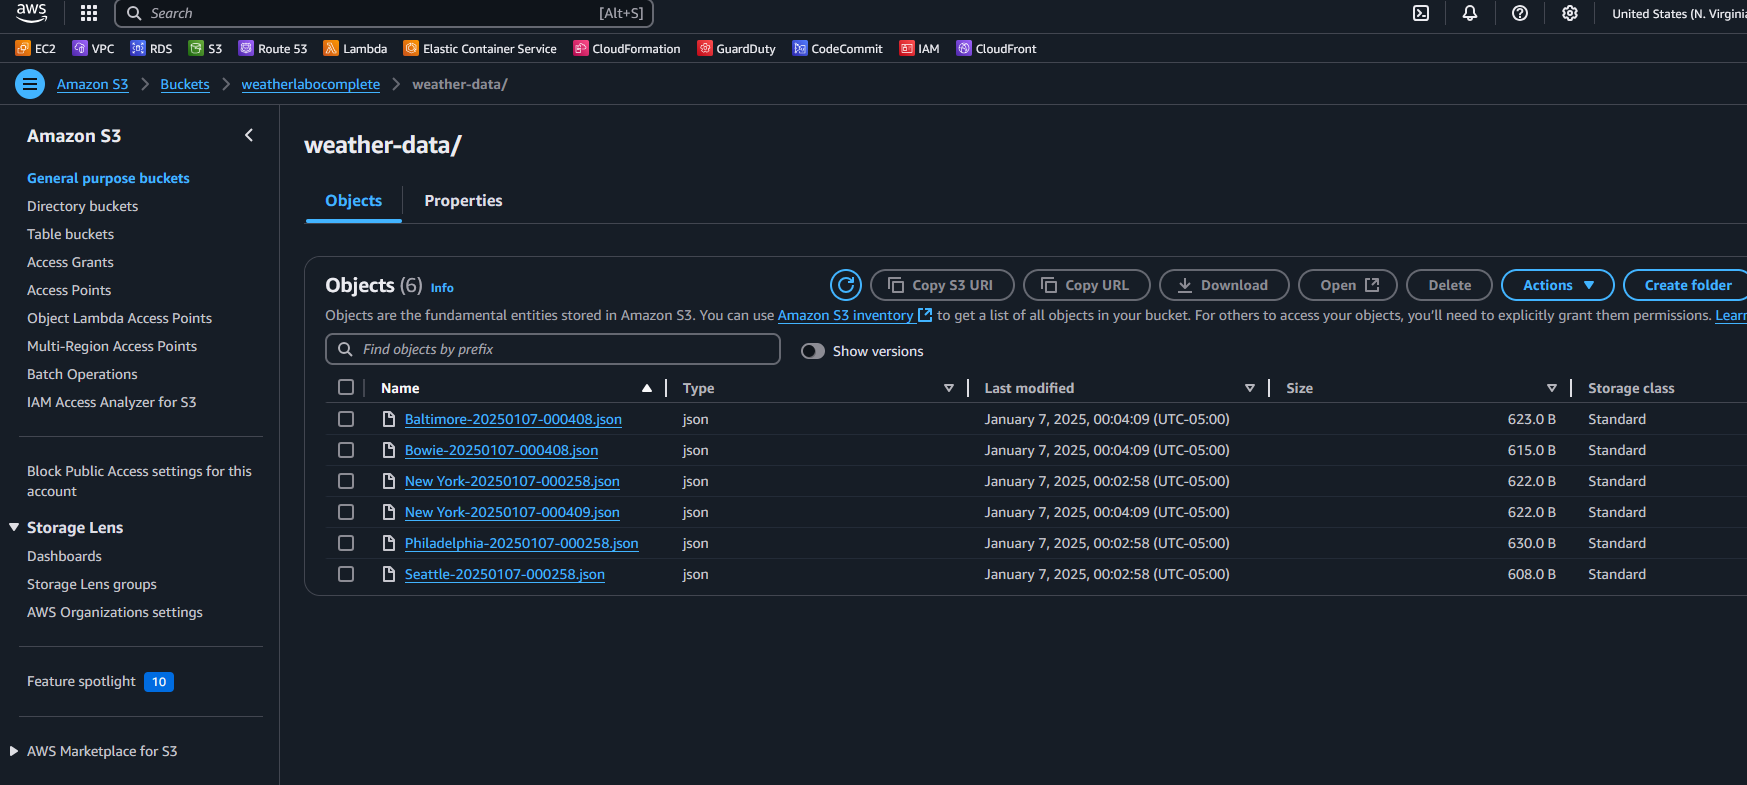 aws
Search [Alt+S]
United States (N. Virginia
EC2 VPC RDS S3 Route 53 Lambda Elastic Container Service CloudFormation GuardDuty CodeCommit IAM CloudFront
Amazon S3 Buckets weatherlabocomplete weather-data/
Amazon S3
General purpose buckets
Directory buckets
Table buckets
Access Grants
Access Points
Object Lambda Access Points
Multi-Region Access Points
Batch Operations
IAM Access Analyzer for S3
Block Public Access settings for this
account
Storage Lens
Dashboards
Storage Lens groups
AWS Organizations settings
Feature spotlight 10
AWS Marketplace for S3
weather-data/
Objects Properties
Objects (6) Info
Copy S3 URI Copy URL Download Open Delete Actions Create folder
Objects are the fundamental entities stored in Amazon S3. You can use Amazon S3 inventory to get a list of all objects in your bucket. For others to access your objects, you'll need to explicitly grant them permissions. Learn
Find objects by prefix Show versions
Name Type Last modified Size Storage class
Baltimore-20250107-000408.json json January 7, 2025, 00:04:09 (UTC-05:00) 623.0 B Standard
Bowie-20250107-000408.json json January 7, 2025, 00:04:09 (UTC-05:00) 615.0 B Standard
New York-20250107-000258.json json January 7, 2025, 00:02:58 (UTC-05:00) 622.0 B Standard
New York-20250107-000409.json json January 7, 2025, 00:04:09 (UTC-05:00) 622.0 B Standard
Philadelphia-20250107-000258.json json January 7, 2025, 00:02:58 (UTC-05:00) 630.0 B Standard
Seattle-20250107-000258.json json January 7, 2025, 00:02:58 (UTC-05:00) 608.0 B Standard